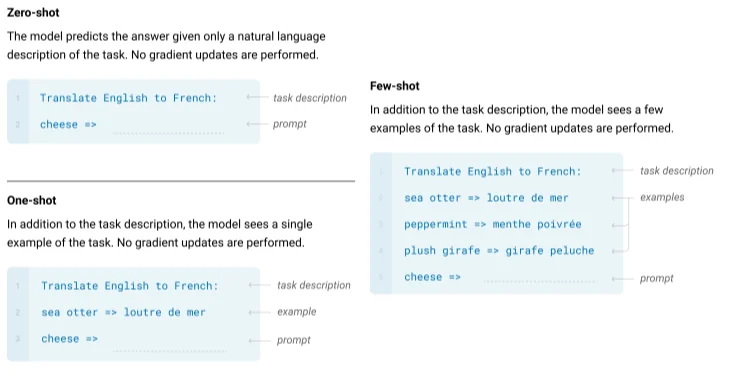 Zero-shot
The model predicts the answer given only a natural language
description of the task. No gradient updates are performed.
1 Translate English to French: task description
2 cheese => prompt
One-shot
In addition to the task description, the model sees a single
example of the task. No gradient updates are performed.
1 Translate English to French: task description
2 sea otter => loutre de mer example
3 cheese => prompt
Few-shot
In addition to the task description, the model sees a few
examples of the task. No gradient updates are performed.
1 Translate English to French: task description
2 sea otter => loutre de mer examples
3 peppermint => menthe poivrée
4 plush girafe => girafe peluche
5 cheese => prompt